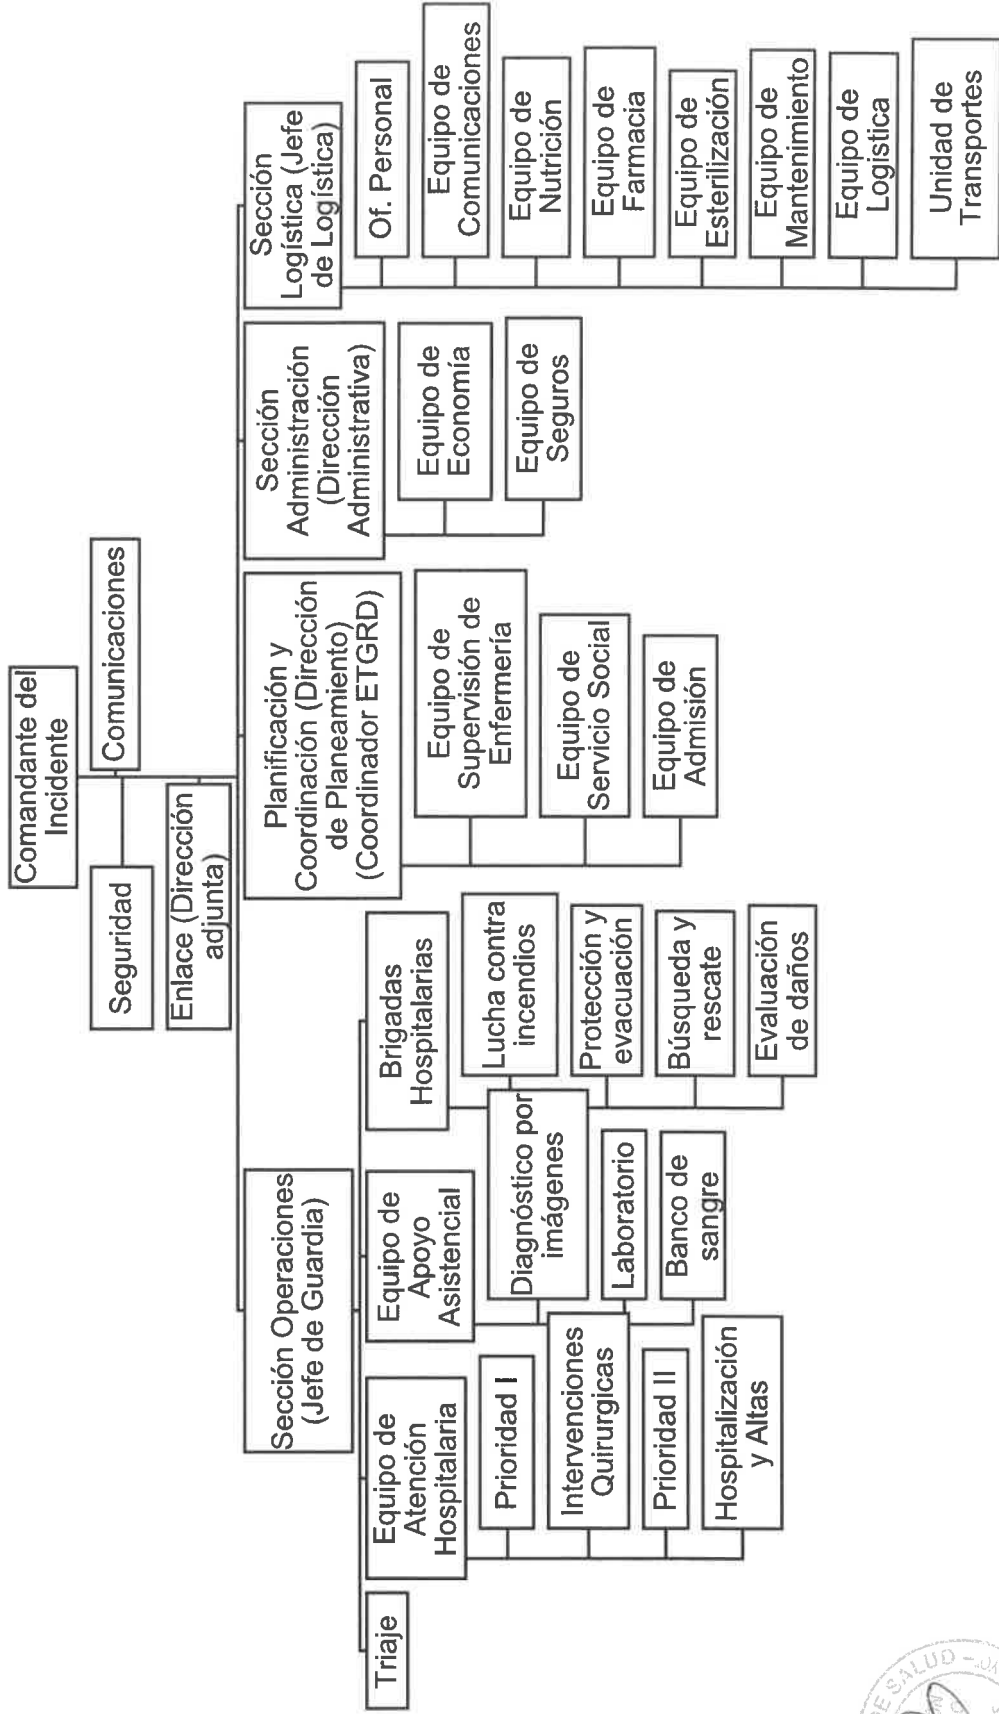 Comandante del
Incidente
Seguridad
Comunicaciones
Enlace (Dirección
adjunta)
Sección Operaciones
(Jefe de Guardia)
Triaje
Equipo de
Atención
Hospitalaria
Prioridad I
Intervenciones
Quirurgicas
Prioridad II
Hospitalización
y Altas
Equipo de
Apoyo
Asistencial
Diagnóstico por
imágenes
Laboratorio
Banco de
sangre
Brigadas
Hospitalarias
Lucha contra
incendios
Protección y
evacuación
Búsqueda y
rescate
Evaluación
de daños
Planificación y
Coordinación (Dirección
de Planeamiento)
(Coordinador ETGRD)
Equipo de
Supervisión de
Enfermería
Equipo de
Servicio Social
Equipo de
Admisión
Sección
Administración
(Dirección
Administrativa)
Equipo de
Economía
Equipo de
Seguros
Sección
Logística (Jefe
de Logística)
Of. Personal
Equipo de
Comunicaciones
Equipo de
Nutrición
Equipo de
Farmacia
Equipo de
Esterilización
Equipo de
Mantenimiento
Equipo de
Logística
Unidad de
Transportes
SALUD